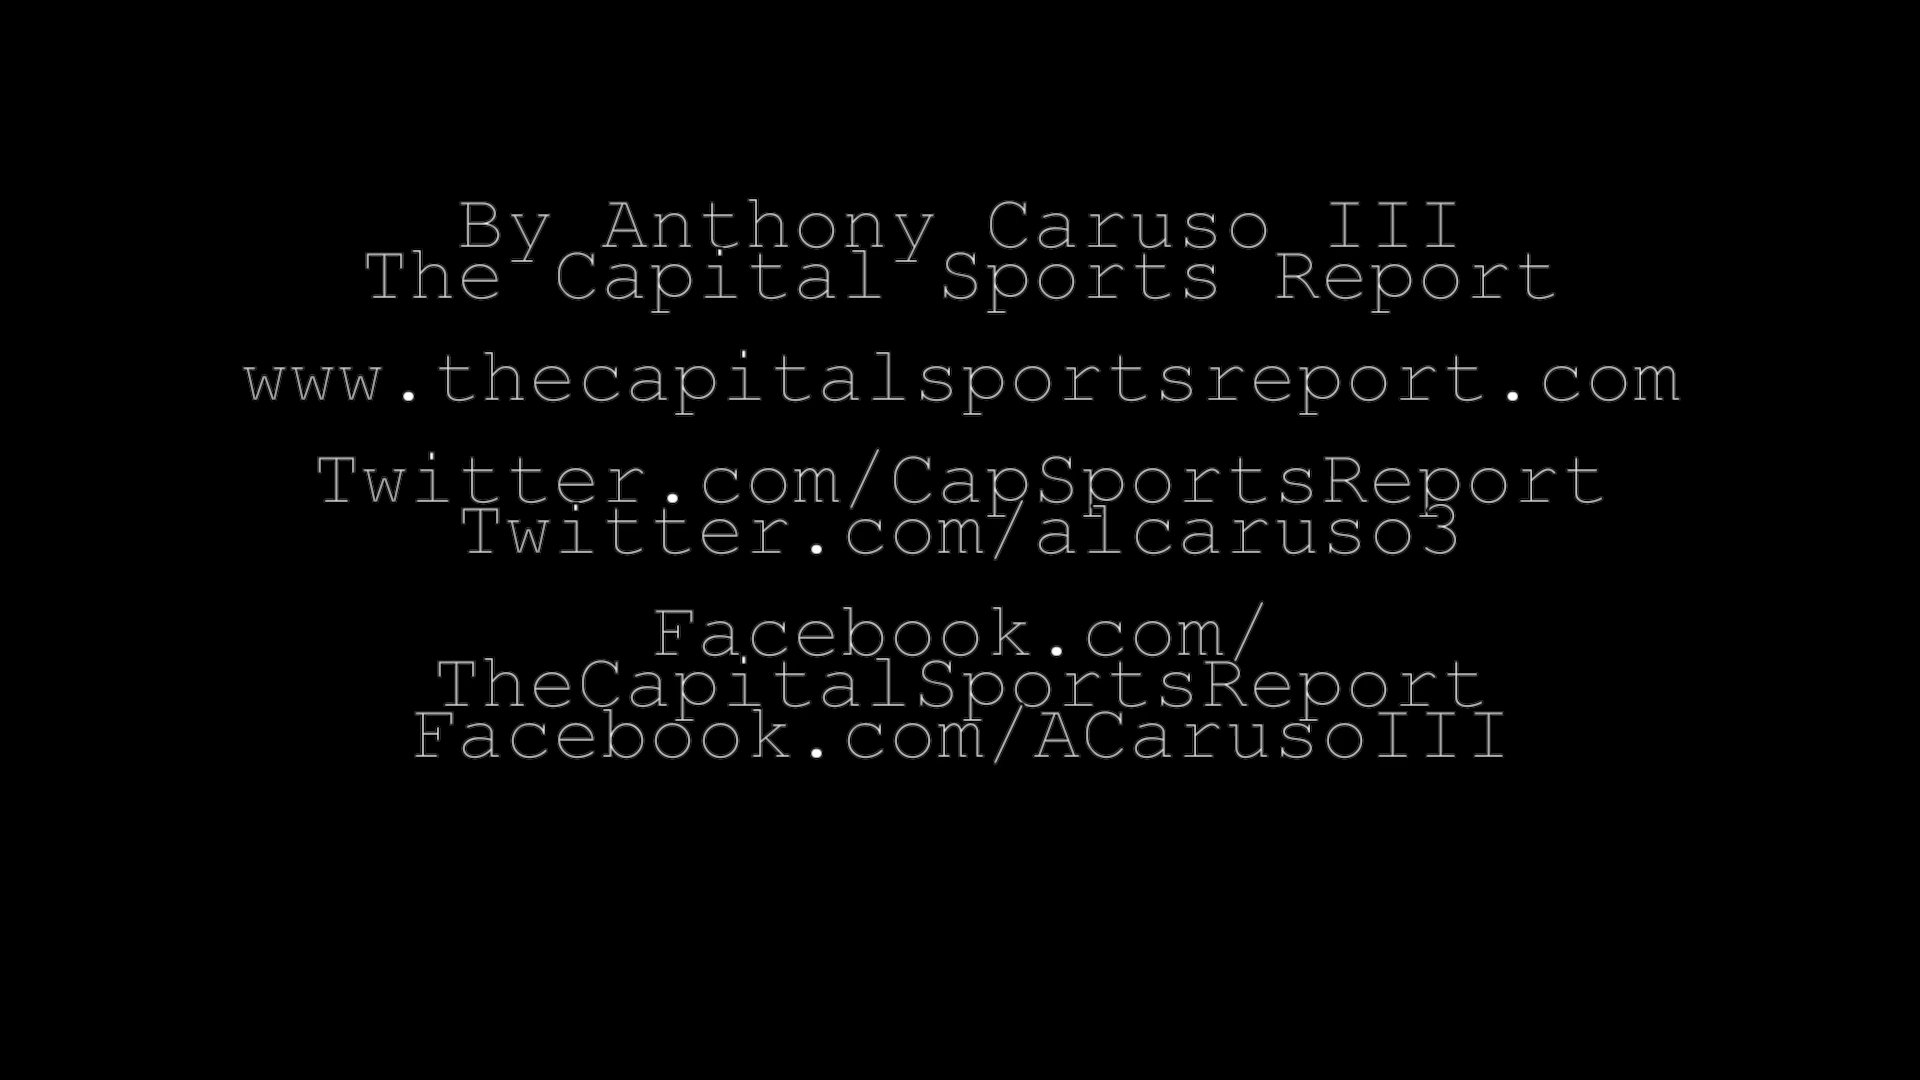 By Anthony Caruso III
The Capital Sports Report
www.thecapitalsportsreport.com
Twitter.com/CapSportsReport
Twitter.com/alcaruso3
Facebook.com/
TheCapitalSportsReport
Facebook.com/ACarusoIII